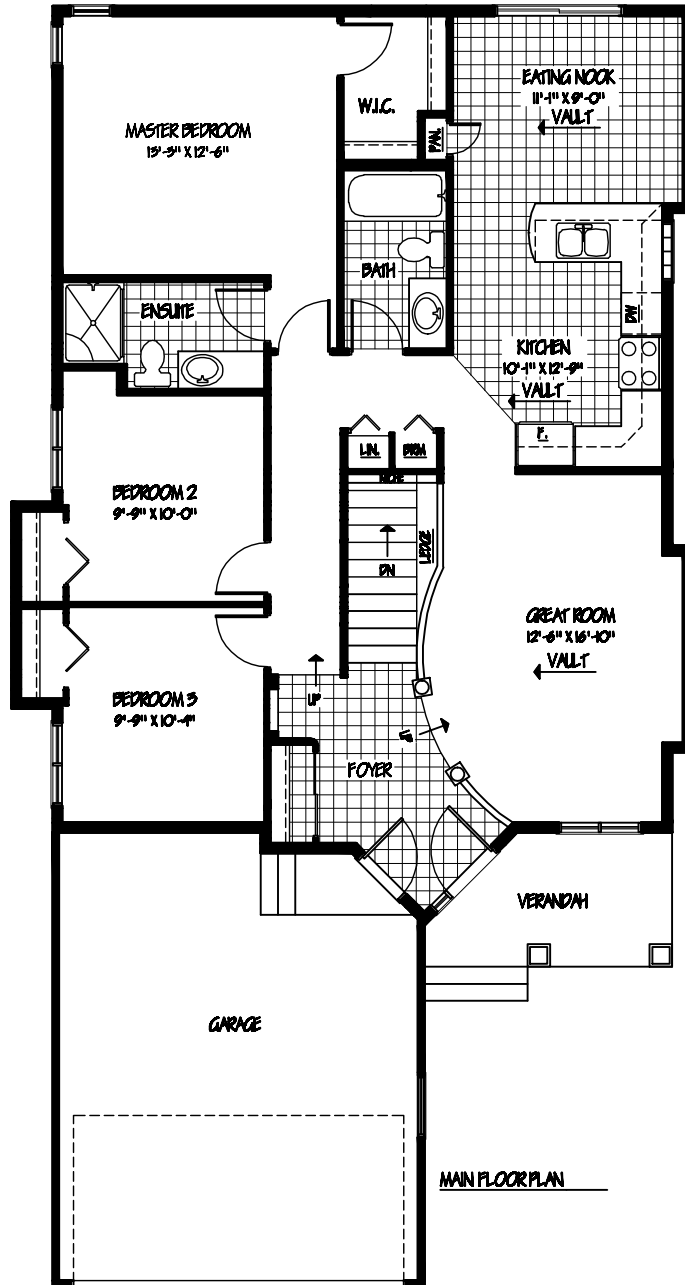 EATING NOOK
11'-1" X 9'-0"
VAULT
W.I.C.
PAN.
MASTER BEDROOM
13'-3" X 12'-6"
BATH
ENSUITE
DW
KITCHEN
10'-1" X 12'-9"
VAULT
F.
LIN.
BRM
NICHE
BEDROOM 2
9'-9" X 10'-0"
LEDGE
DN
GREAT ROOM
12'-6" X 16'-10"
VAULT
BEDROOM 3
9'-9" X 10'-4"
UP
UP
FOYER
VERANDAH
GARAGE
MAIN FLOOR PLAN